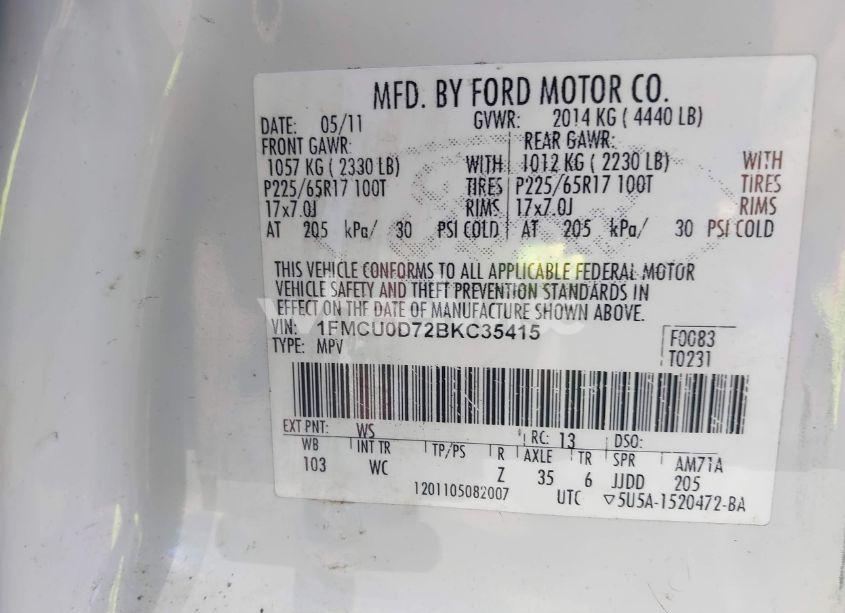 MFD. BY FORD MOTOR CO.
DATE: 05/11 GVWR: 2014 KG ( 4440 LB)
FRONT GAWR: REAR GAWR:
1057 KG ( 2330 LB) WITH 1012 KG ( 2230 LB) WITH
P225/65R17 100T TIRES P225/65R17 100T TIRES
17x7.0J RIMS 17x7.0J RIMS
AT 205 kPa/ 30 PSI COLD AT 205 kPa/ 30 PSI COLD
THIS VEHICLE CONFORMS TO ALL APPLICABLE FEDERAL MOTOR
VEHICLE SAFETY AND THEFT PREVENTION STANDARDS IN
EFFECT ON THE DATE OF MANUFACTURE SHOWN ABOVE.
VIN: 1FMCU0D72BKC35415
TYPE: MPV
F0083
T0231
EXT PNT: WS RC: 13 DSO:
WB INT TR TP/PS R AXLE TR SPR AM71A
103 WC Z 35 6 JJDD 205
1201105082007 UTC ▽5U5A-1520472-BA